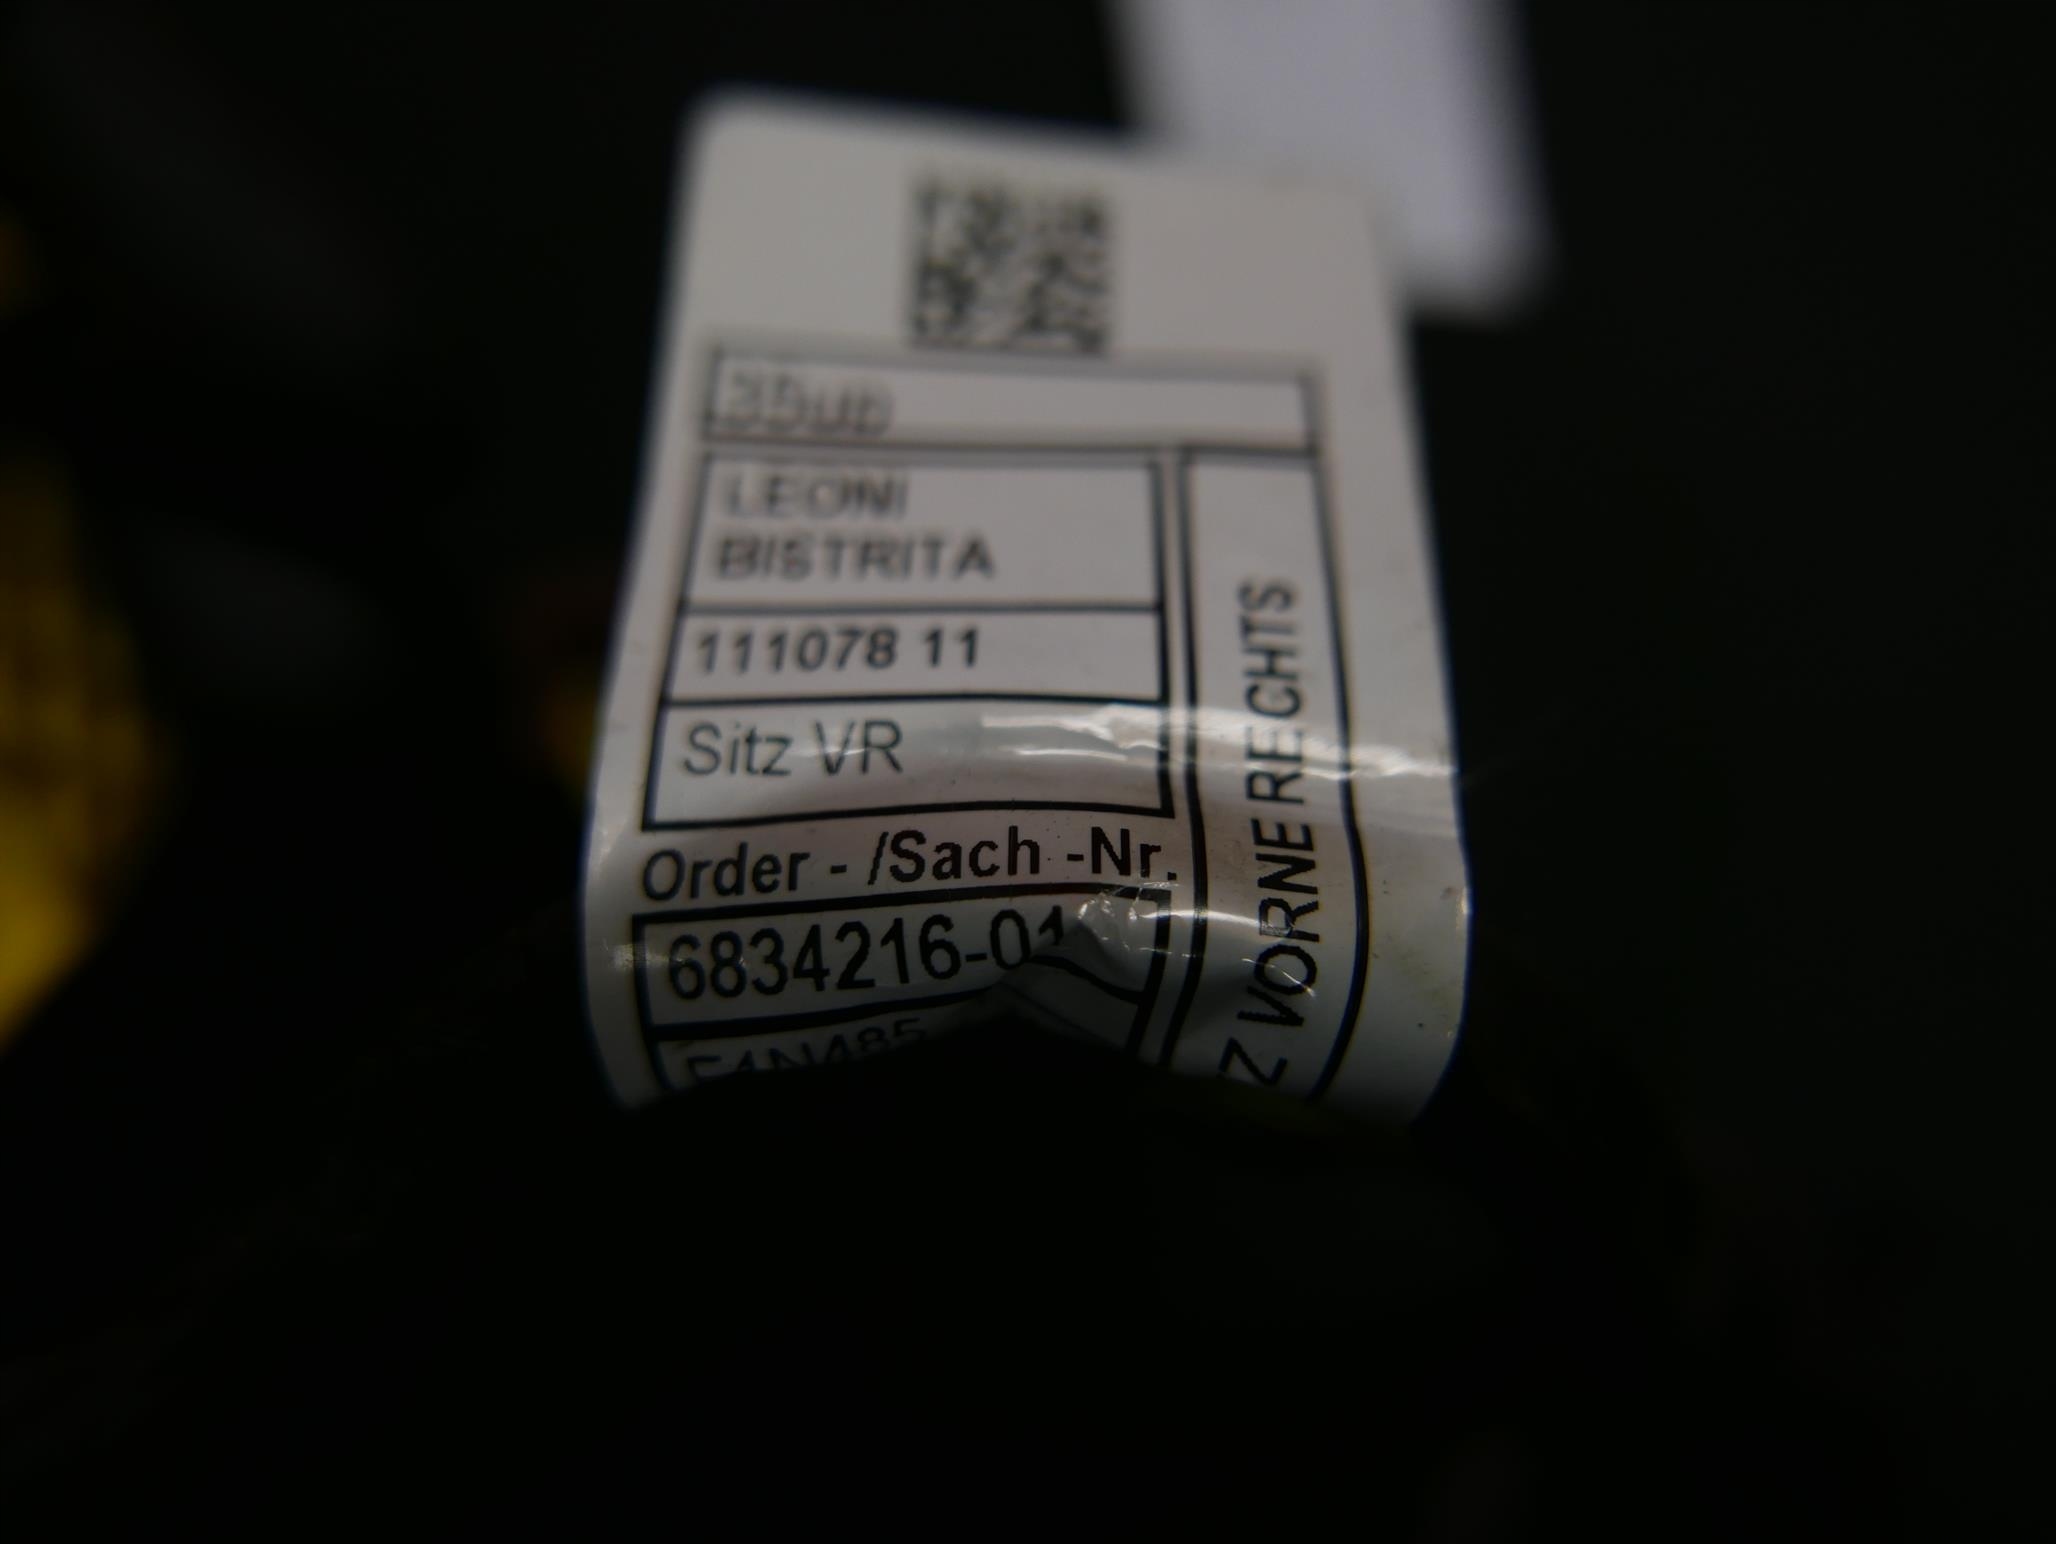 LEONI
BISTRITA
111078 11
Sitz VR
Order - /Sach -Nr.
6834216-01
VORNE RECHTS